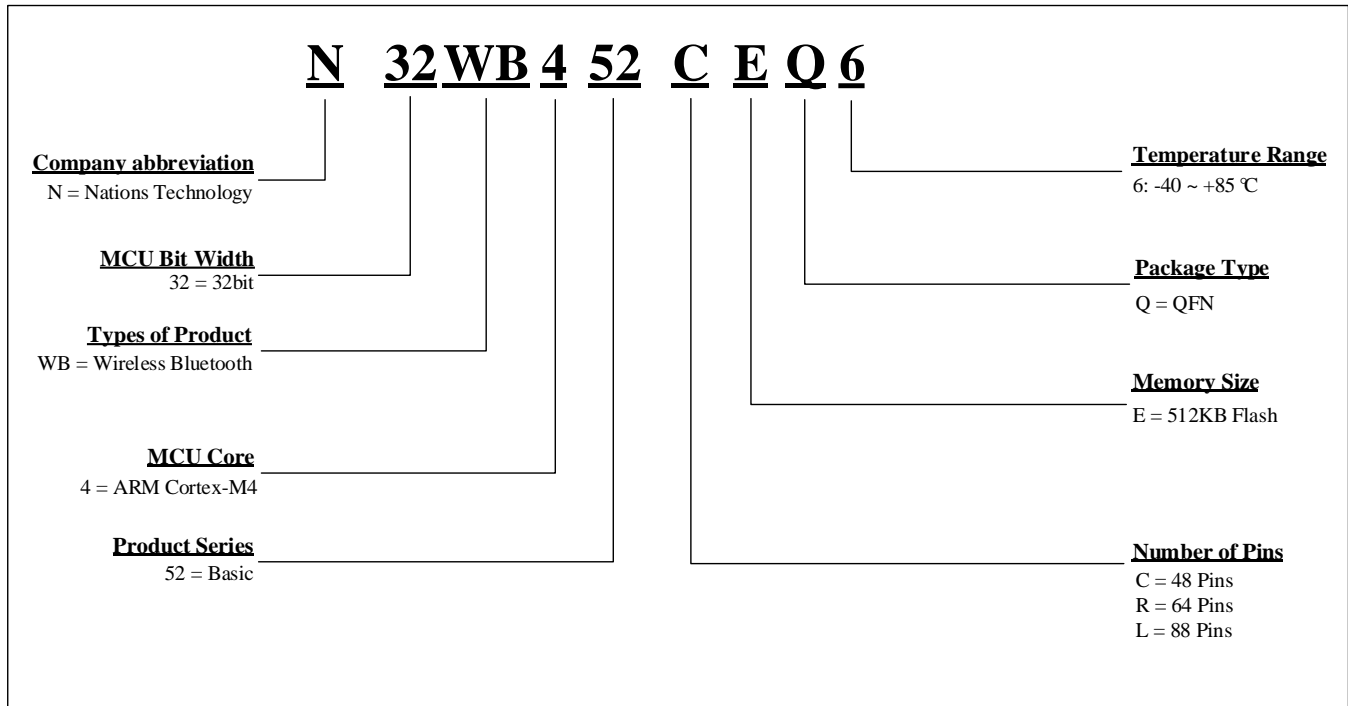 N 32 WB 4 52 C E Q 6
Company abbreviation
N = Nations Technology
MCU Bit Width
32 = 32bit
Types of Product
WB = Wireless Bluetooth
MCU Core
4 = ARM Cortex-M4
Product Series
52 = Basic
Temperature Range
6: -40 ~ +85 ℃
Package Type
Q = QFN
Memory Size
E = 512KB Flash
Number of Pins
C = 48 Pins
R = 64 Pins
L = 88 Pins